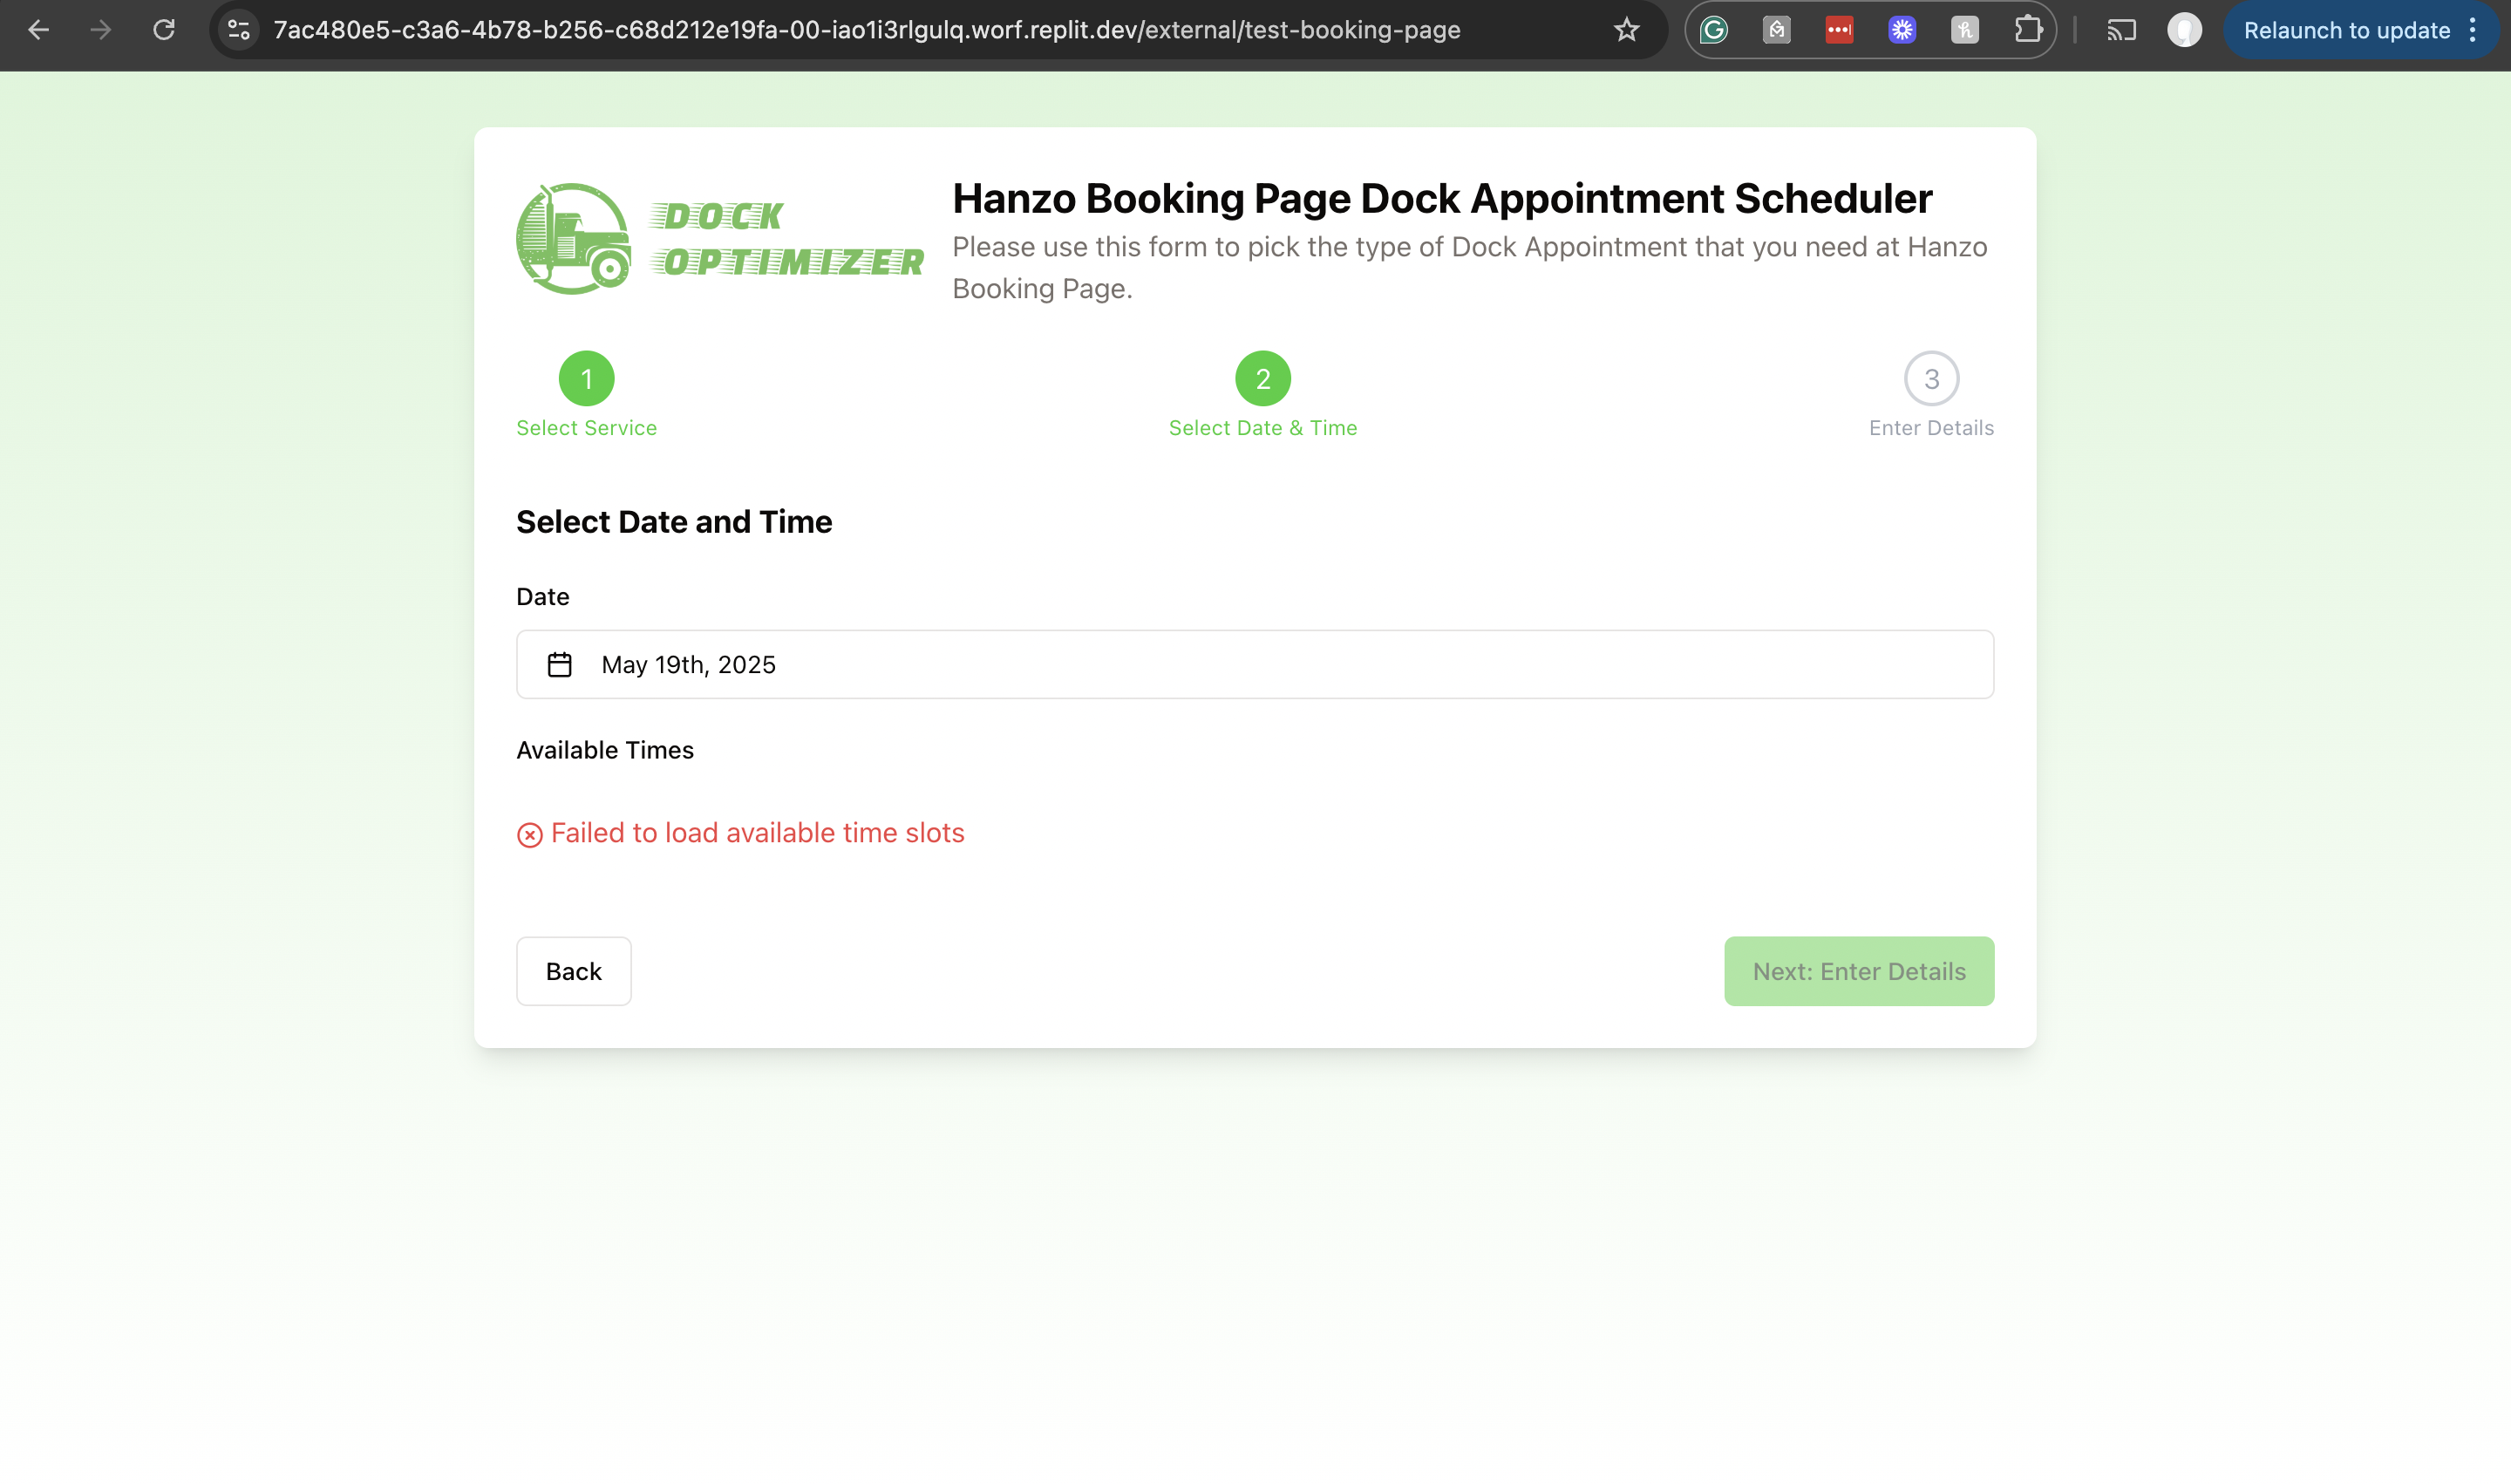 7ac480e5-c3a6-4b78-b256-c68d212e19fa-00-iao1i3rlgulq.worf.replit.dev/external/test-booking-page
Relaunch to update
DOCK
OPTIMIZER
Hanzo Booking Page Dock Appointment Scheduler
Please use this form to pick the type of Dock Appointment that you need at Hanzo
Booking Page.
1
Select Service
2
Select Date & Time
3
Enter Details
Select Date and Time
Date
May 19th, 2025
Available Times
Failed to load available time slots
Back
Next: Enter Details